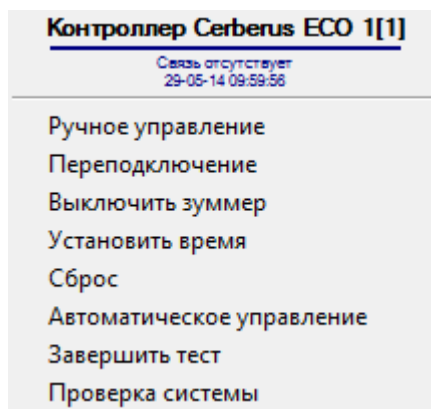 Контроллер Cerberus ECO 1[1]
Связь отсутствует
29-05-14 09:59:56
Ручное управление
Переподключение
Выключить зуммер
Установить время
Сброс
Автоматическое управление
Завершить тест
Проверка системы